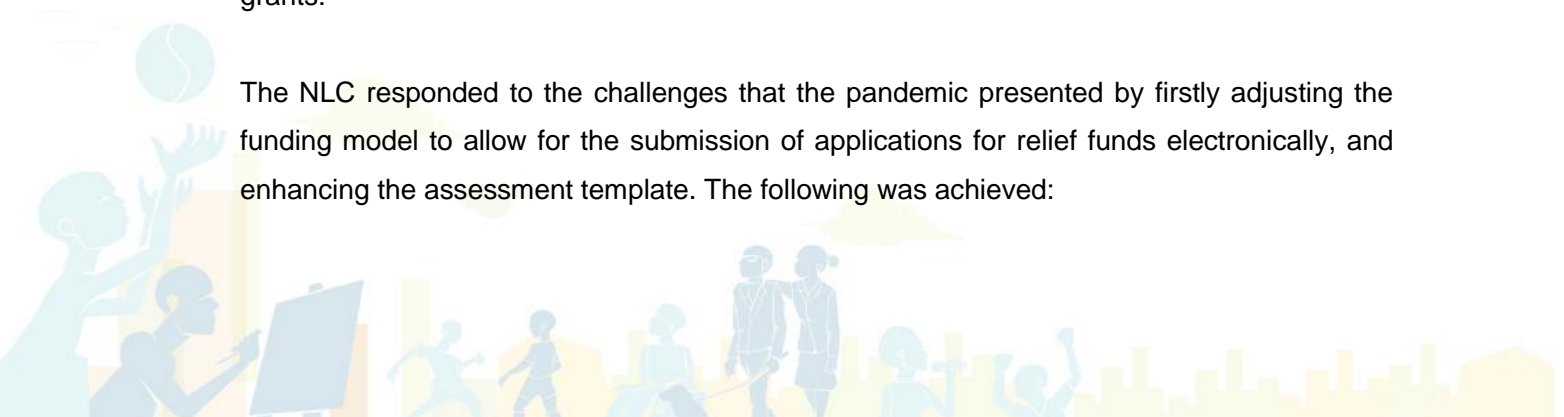 grants.
The NLC responded to the challenges that the pandemic presented by firstly adjusting the
funding model to allow for the submission of applications for relief funds electronically, and
enhancing the assessment template. The following was achieved: